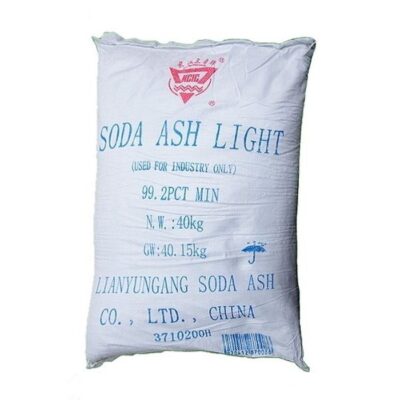 KCIG
®
SODA ASH LIGHT
(USED FOR INDUSTRY ONLY)
99.2PCT MIN
N.W.:40kg
GW:40.15kg
LIANYUNGANG SODA ASH
CO., LTD., CHINA
3710200H